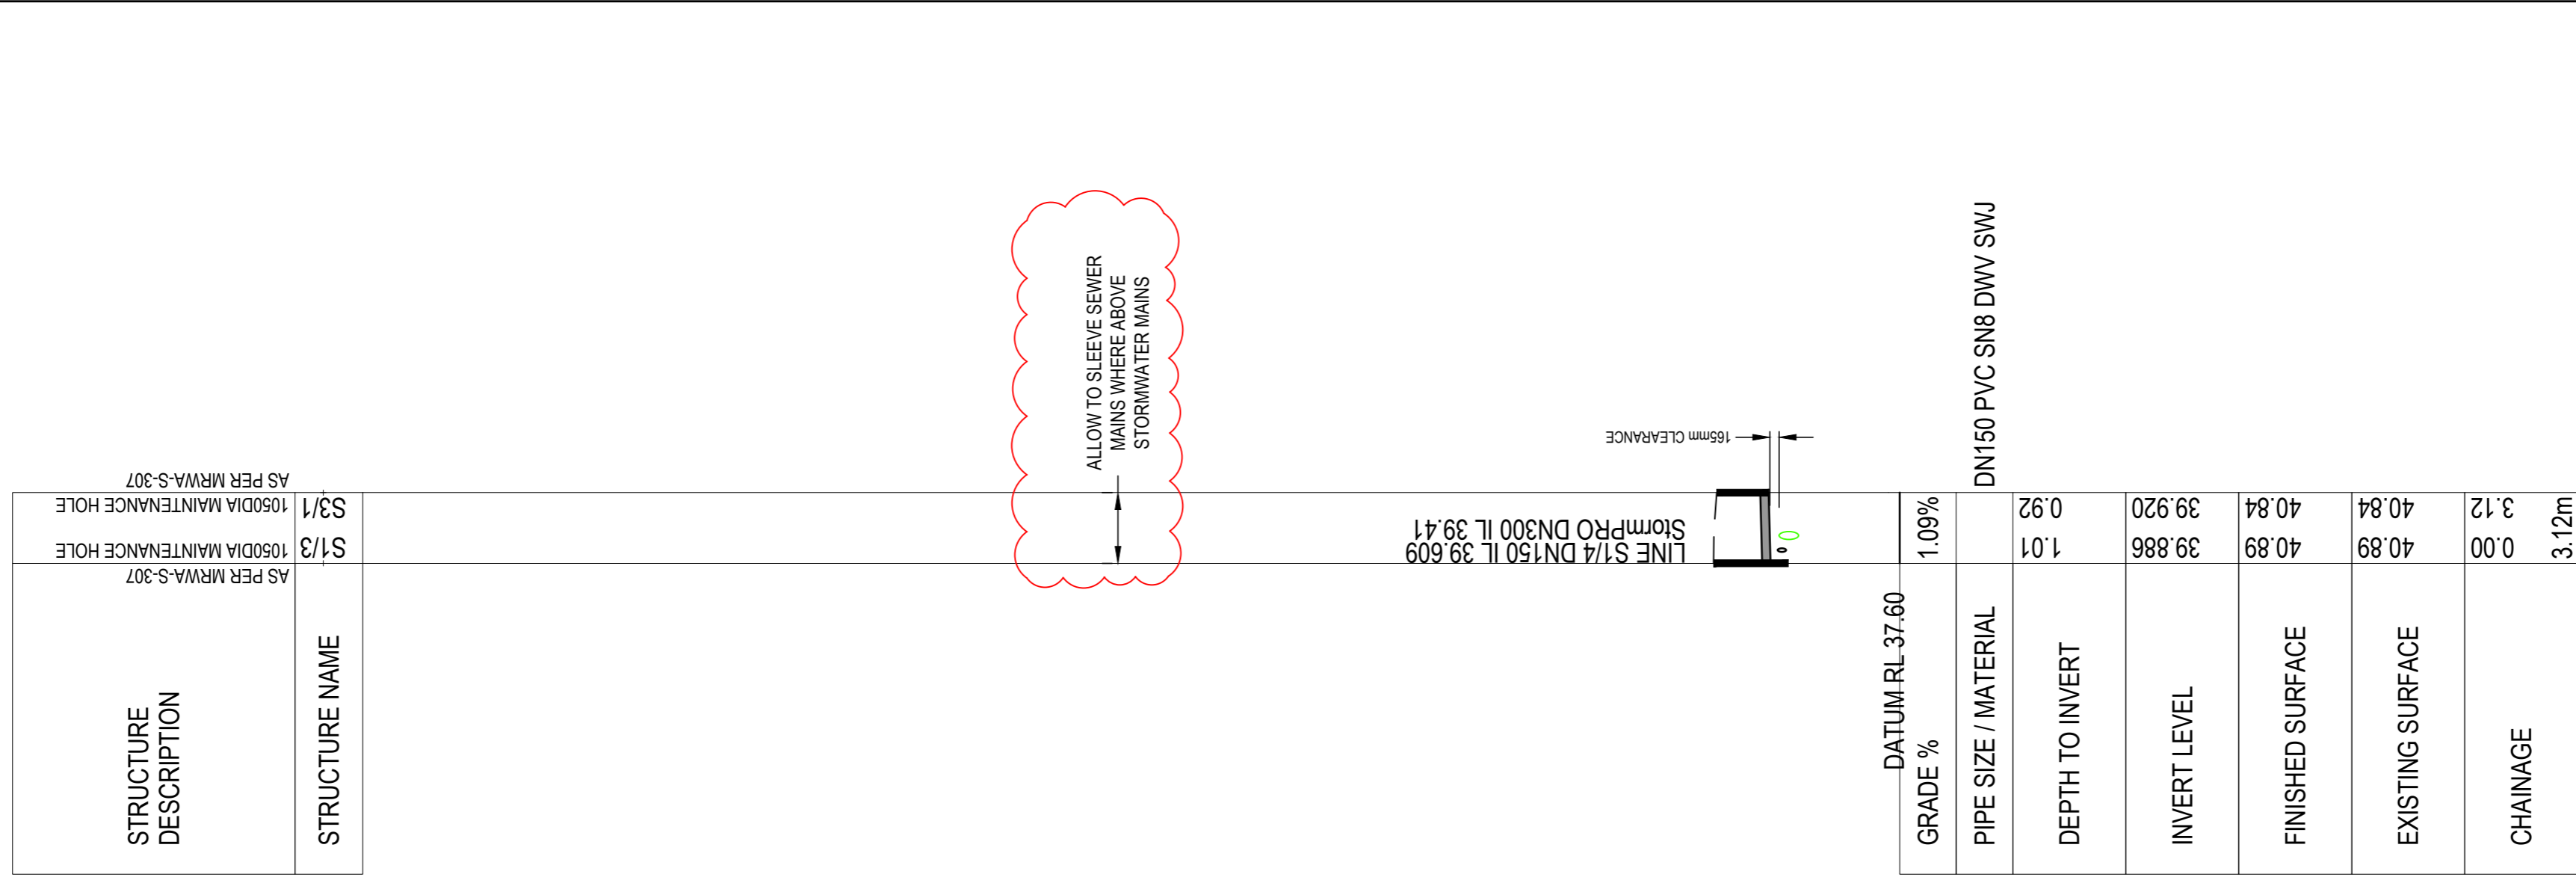 STRUCTURE
DESCRIPTION
AS PER MRWA-S-307
1050DIA MAINTENANCE HOLE
1050DIA MAINTENANCE HOLE
AS PER MRWA-S-307
STRUCTURE NAME
S1/3
S3/1
ALLOW TO SLEEVE SEWER
MAINS WHERE ABOVE
STORMWATER MAINS
LINE S1/4 DN150 IL 39.609
StormPRO DN300 IL 39.41
165mm CLEARANCE
DATUM RL 37.60
GRADE %
1.09%
PIPE SIZE / MATERIAL
DN150 PVC SN8 DWV SWJ
DEPTH TO INVERT
1.01
0.92
INVERT LEVEL
39.886
39.920
FINISHED SURFACE
40.89
40.84
EXISTING SURFACE
40.89
40.84
CHAINAGE
0.00
3.12
3.12m